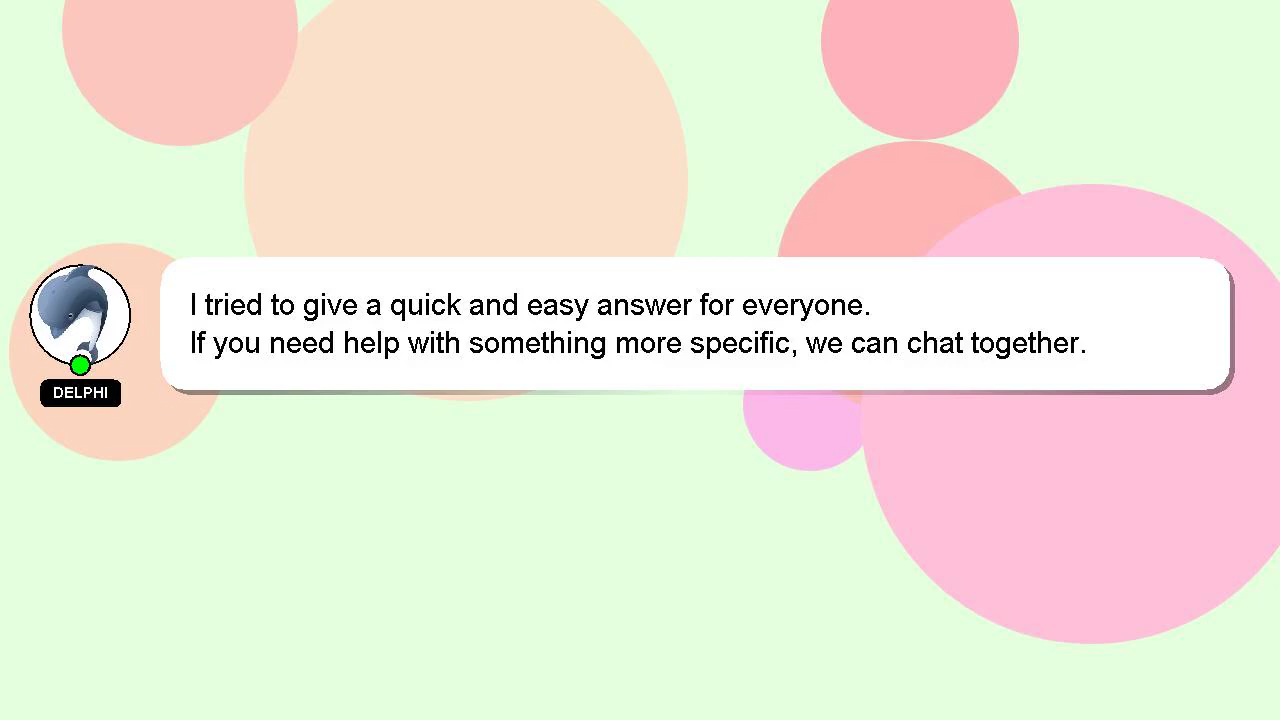 I tried to give a quick and easy answer for everyone.
If you need help with something more specific, we can chat together.
DELPHI